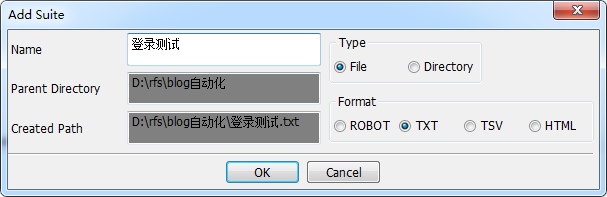 Add Suite
Name
登录测试
Parent Directory
D:\rfs\blog自动化
Created Path
D:\rfs\blog自动化\登录测试.txt
Type
File Directory
Format
ROBOT TXT TSV HTML
OK Cancel